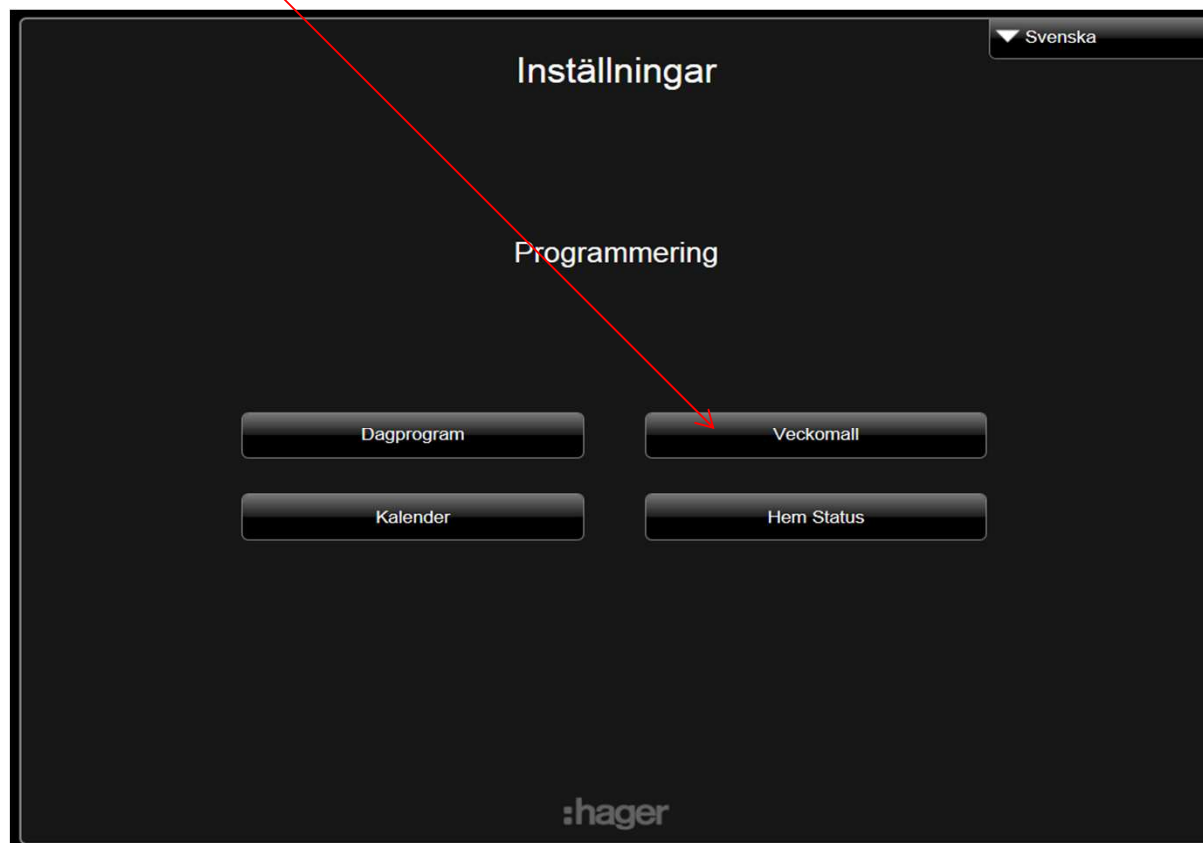 Svenska
Inställningar
Programmering
Dagprogram
Veckomall
Kalender
Hem Status
:hager